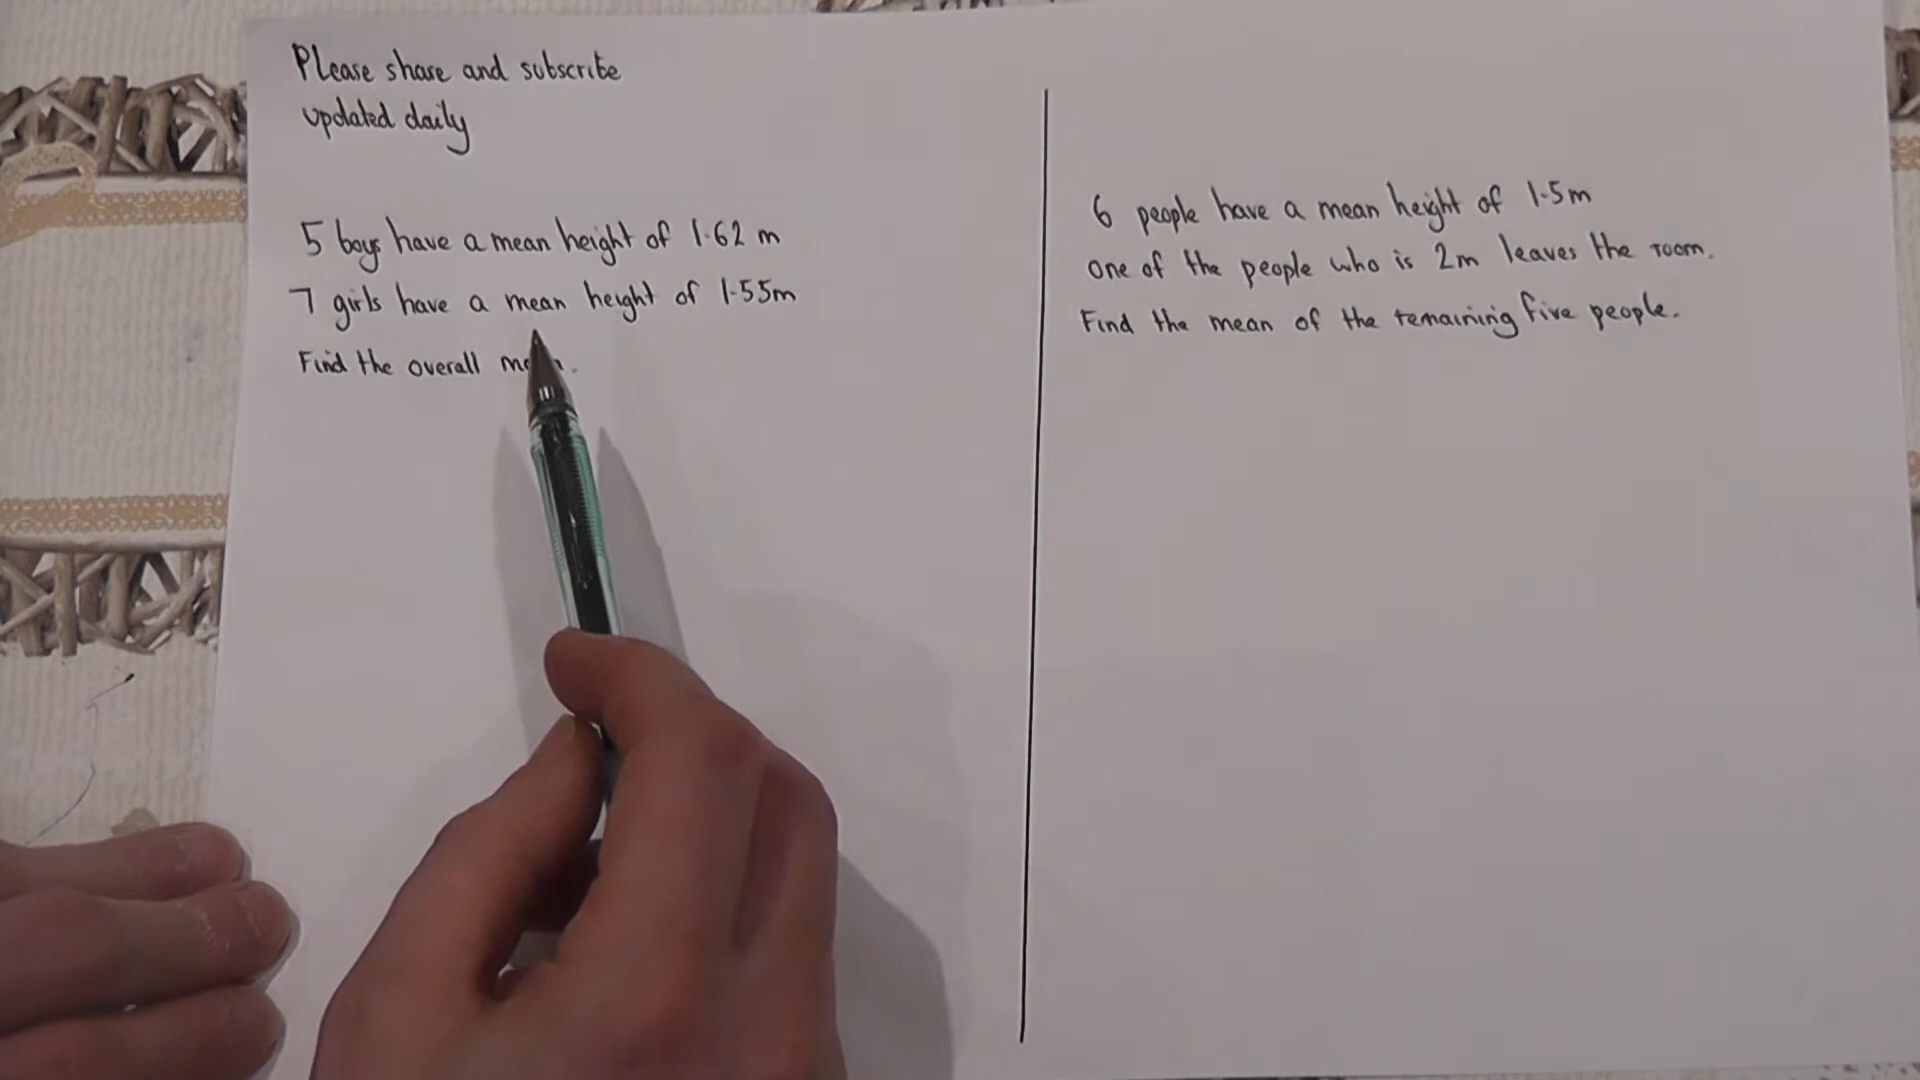 Please share and subscribe
updated daily
5 boys have a mean height of 1.62 m
7 girls have a mean height of 1.55m
Find the overall
6 people have a mean height of 1.5m
one of the people who is 2m leaves the room.
Find the mean of the remaining five people.